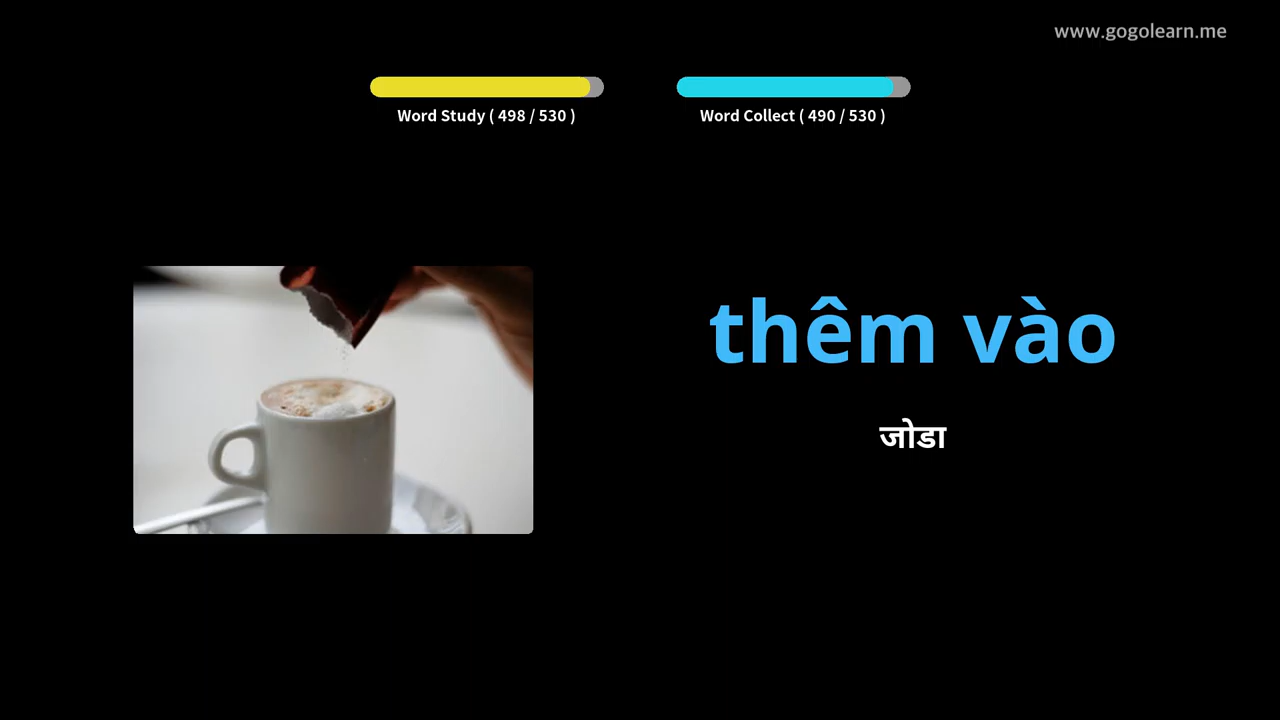 www.gogolearn.me
Word Study ( 498 / 530 )
Word Collect ( 490 / 530 )
thêm vào
जोडा